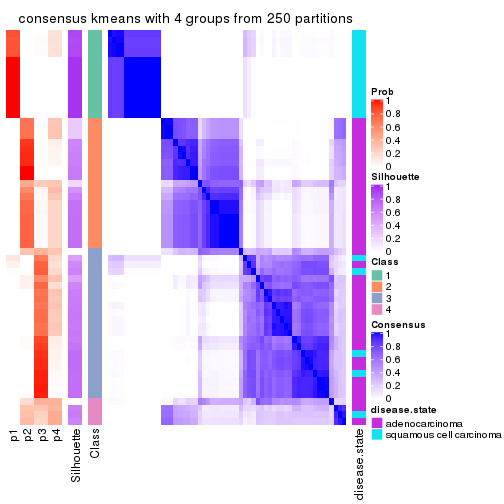 consensus kmeans with 4 groups from 250 partitions
Prob
1
0.8
0.6
0.4
0.2
0
Silhouette
1
0.8
0.6
0.4
0.2
0
Class
1
2
3
4
Consensus
1
0.8
0.6
0.4
0.2
0
disease.state
adenocarcinoma
squamous cell carcinoma
p1
p2
p3
p4
Silhouette
Class
disease.state